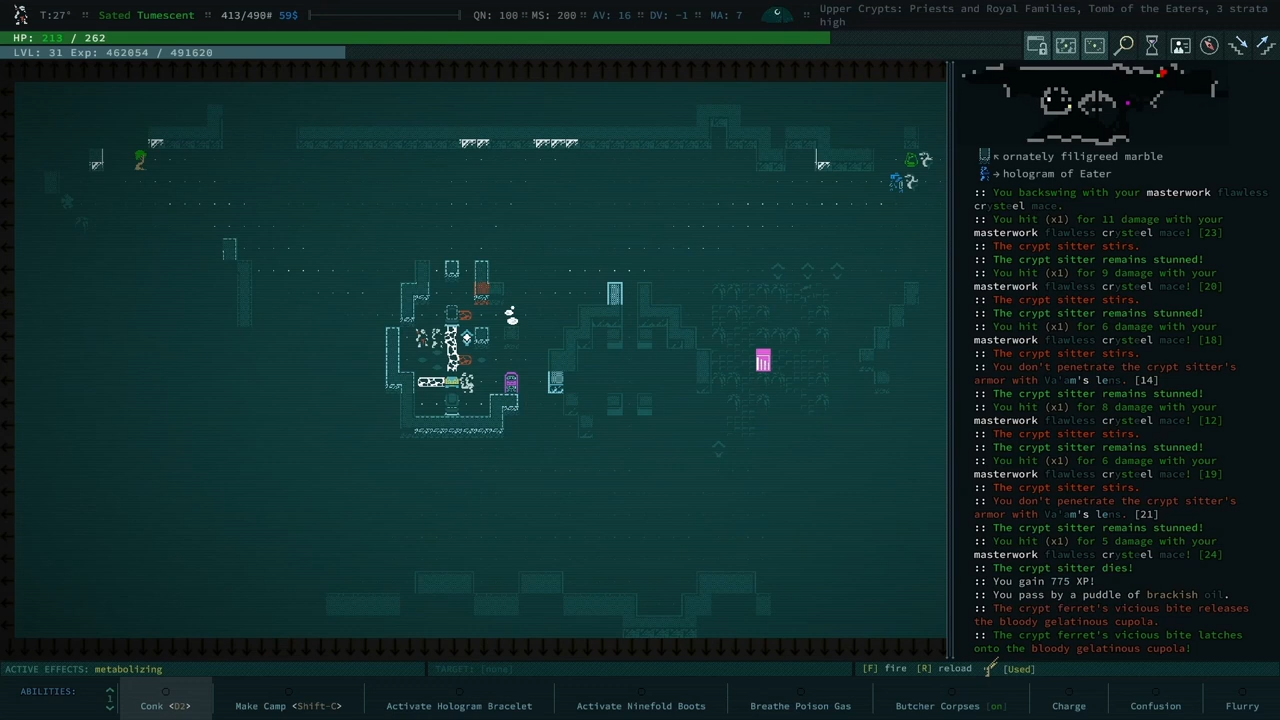 T:27° :: Sated Tumescent :: 413/490# 59$ QN: 100 :: MS: 200 :: AV: 16 :: DV: -1 :: MA: 7 :: Upper Crypts: Priests and Royal Families, Tomb of the Eaters, 3 strata
high
HP: 213 / 262
LVL: 31 Exp: 462054 / 491620
ornately filigreed marble
hologram of Eater
:: You backswing with your masterwork flawless
crysteel mace.
:: You hit (x1) for 11 damage with your
masterwork flawless crysteel mace! [23]
:: The crypt sitter stirs.
:: The crypt sitter remains stunned!
:: You hit (x1) for 9 damage with your
masterwork flawless crysteel mace! [20]
:: The crypt sitter stirs.
:: The crypt sitter remains stunned!
:: You hit (x1) for 6 damage with your
masterwork flawless crysteel mace! [18]
:: The crypt sitter stirs.
:: You don't penetrate the crypt sitter's
armor with Va'am's lens. [14]
:: The crypt sitter remains stunned!
:: You hit (x1) for 8 damage with your
masterwork flawless crysteel mace! [12]
:: The crypt sitter stirs.
:: The crypt sitter remains stunned!
:: You hit (x1) for 6 damage with your
masterwork flawless crysteel mace! [19]
:: The crypt sitter stirs.
:: You don't penetrate the crypt sitter's
armor with Va'am's lens. [21]
:: The crypt sitter remains stunned!
:: You hit (x1) for 5 damage with your
masterwork flawless crysteel mace! [24]
:: The crypt sitter dies!
:: You gain 775 XP!
:: You pass by a puddle of brackish oil.
:: The crypt ferret's vicious bite releases
the bloody gelatinous cupola.
:: The crypt ferret's vicious bite latches
onto the bloody gelatinous cupola!
ACTIVE EFFECTS: metabolizing TARGET: [none] [F] fire [R] reload [Used]
ABILITIES: 1 Conk <D2> Make Camp <Shift-C> Activate Hologram Bracelet Activate Ninefold Boots Breathe Poison Gas Butcher Corpses [on] Charge Confusion Flurry